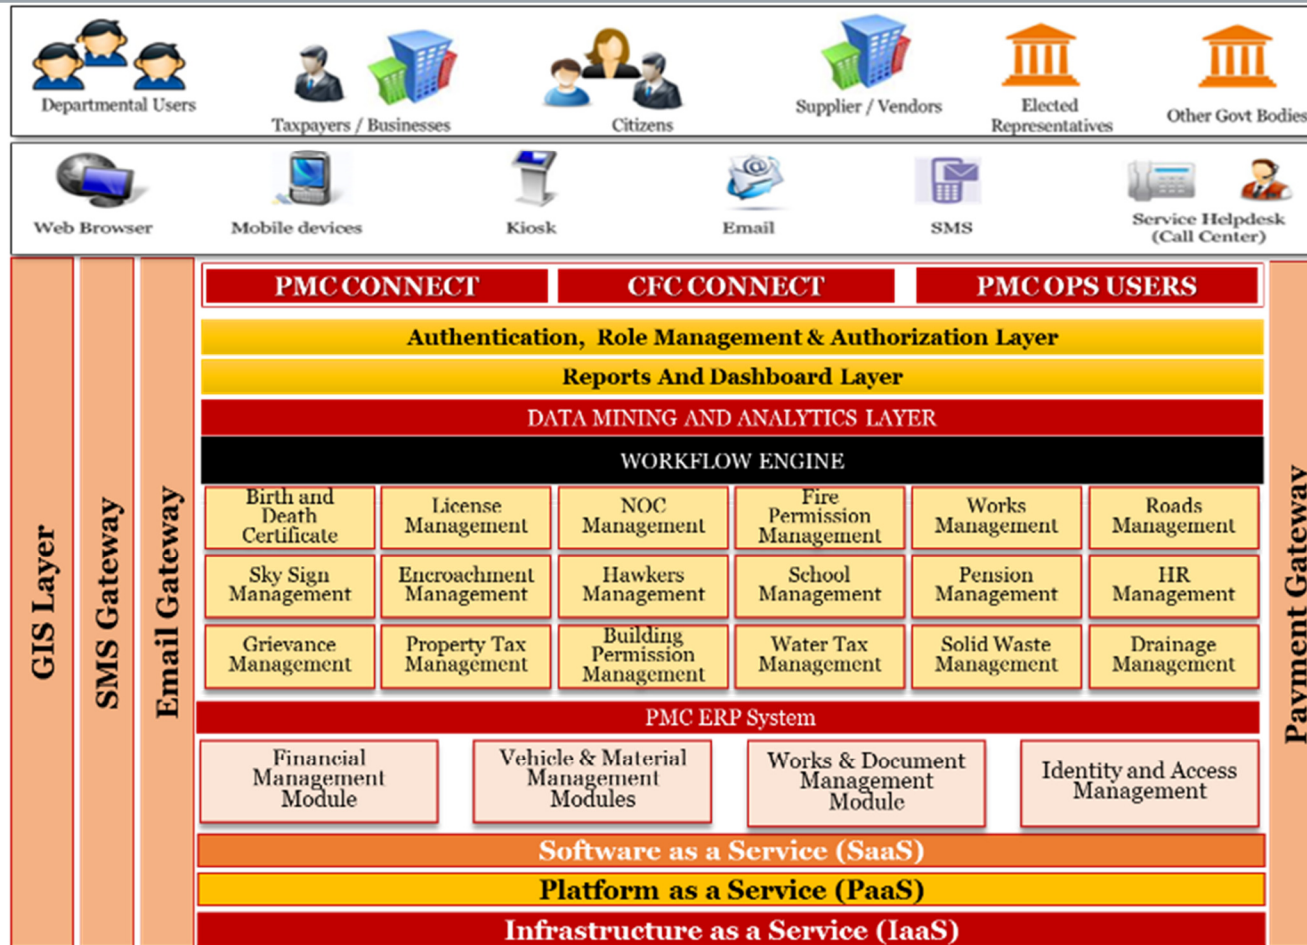 Departmental Users
Taxpayers / Businesses
Citizens
Supplier / Vendors
Elected
Representatives
Other Govt Bodies
Web Browser
Mobile devices
Kiosk
Email
SMS
Service Helpdesk
(Call Center)
GIS Layer
SMS Gateway
Email Gateway
PMC CONNECT
CFC CONNECT
PMC OPS USERS
Authentication, Role Management & Authorization Layer
Reports And Dashboard Layer
DATA MINING AND ANALYTICS LAYER
WORKFLOW ENGINE
Birth and
Death
Certificate
License
Management
NOC
Management
Fire
Permission
Management
Works
Management
Roads
Management
Sky Sign
Management
Encroachment
Management
Hawkers
Management
School
Management
Pension
Management
HR
Management
Grievance
Management
Property Tax
Management
Building
Permission
Management
Water Tax
Management
Solid Waste
Management
Drainage
Management
PMC ERP System
Financial
Management
Module
Vehicle & Material
Management
Modules
Works & Document
Management
Module
Identity and Access
Management
Software as a Service (SaaS)
Platform as a Service (PaaS)
Infrastructure as a Service (IaaS)
Payment Gateway